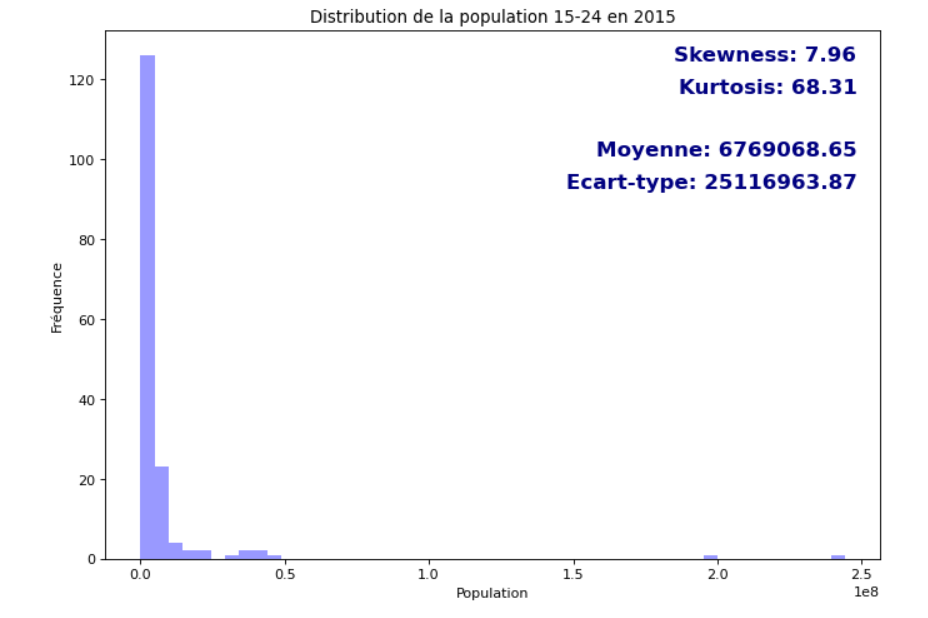 Distribution de la population 15-24 en 2015
Skewness: 7.96
Kurtosis: 68.31
Moyenne: 6769068.65
Ecart-type: 25116963.87
Fréquence
120
100
80
60
40
20
0
0.0 0.5 1.0 1.5 2.0 2.5
1e8
Population